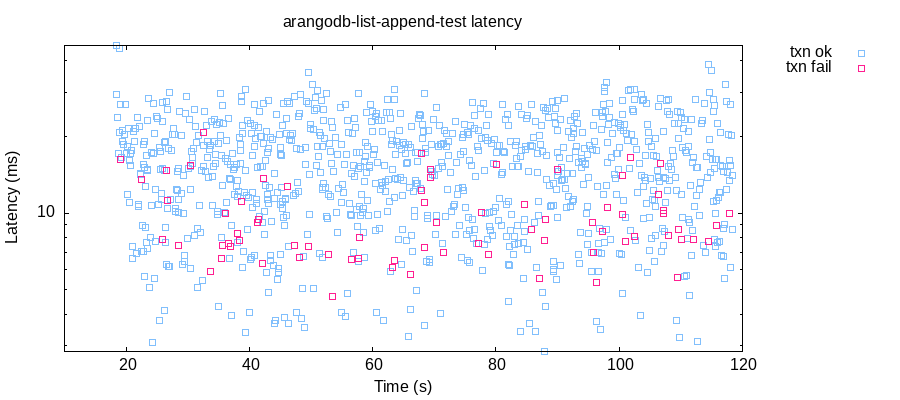 arangodb-list-append-test latency
txn ok
txn fail
Latency (ms)
10
20
40
60
80
100
120
Time (s)